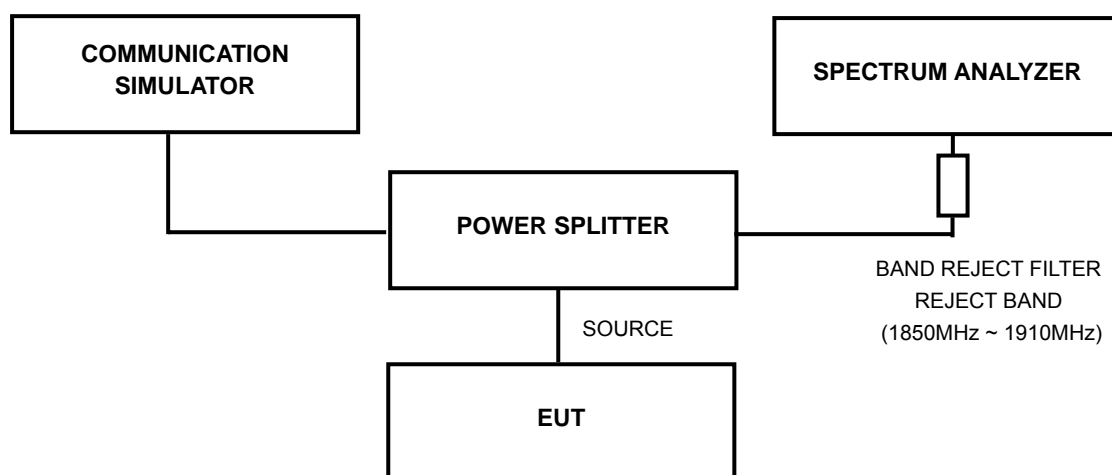 COMMUNICATION
SIMULATOR
SPECTRUM ANALYZER
POWER SPLITTER
BAND REJECT FILTER
REJECT BAND
(1850MHz ~ 1910MHz)
SOURCE
EUT